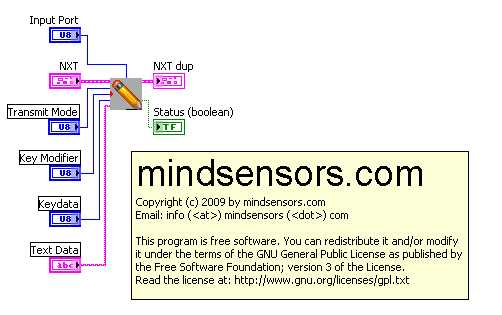 Input Port
U8
NXT
NXT dup
Transmit Mode
U8
Status (boolean)
TF
Key Modifier
U8
Keydata
U8
Text Data
abc
mindsensors.com
Copyright (c) 2009 by mindsensors.com
Email: info (<at>) mindsensors (<dot>) com
This program is free software. You can redistribute it and/or modify
it under the terms of the GNU General Public License as published by
the Free Software Foundation; version 3 of the License.
Read the license at: http://www.gnu.org/licenses/gpl.txt